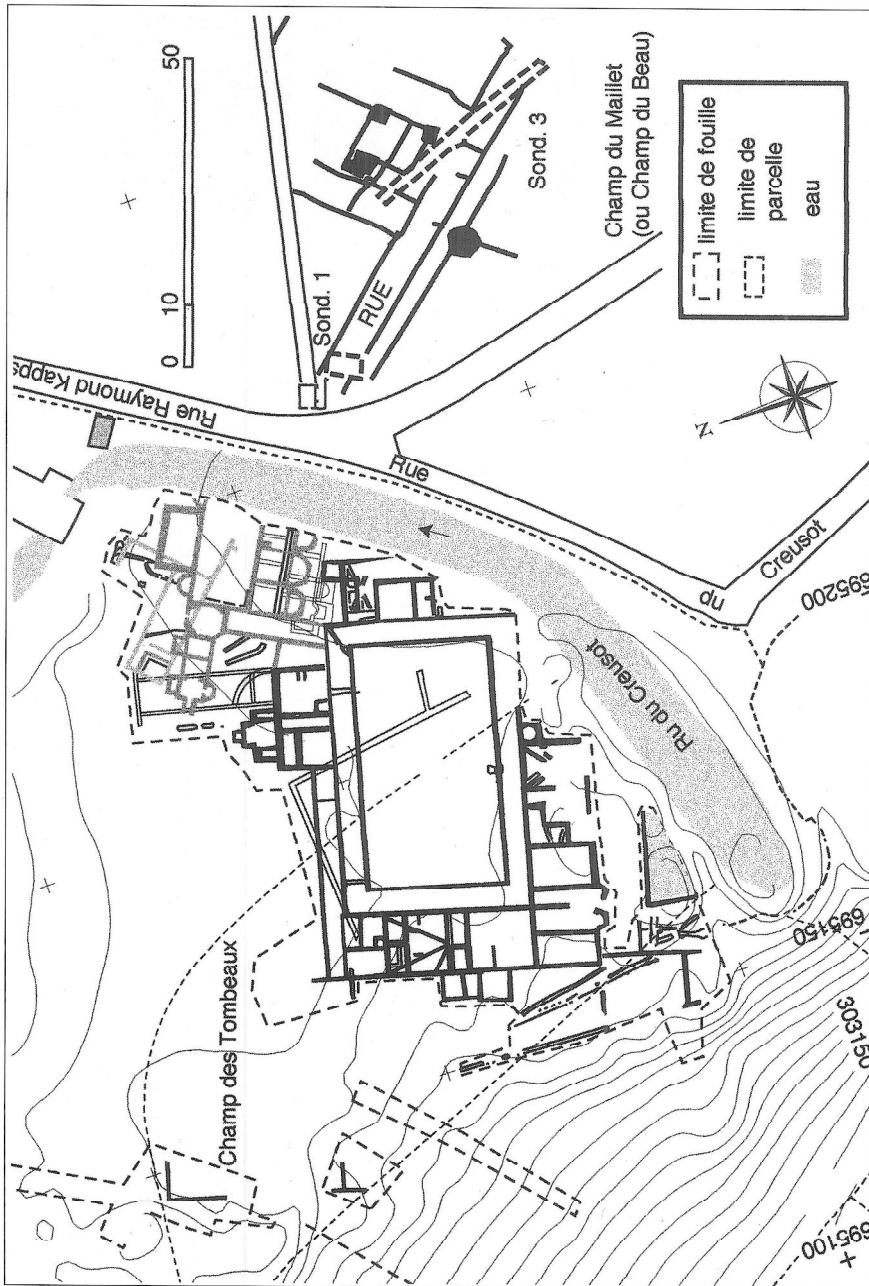 0
10
50
Rue Raymond Kapps
Sond. 1
RUE
Sond. 3
Champ du Maillet
(ou Champ du Beau)
limite de fouille
limite de
parcelle
eau
N
Rue
du
Creusot
Ru du Creusot
Champ des Tombeaux
695200
695150
303150
695100